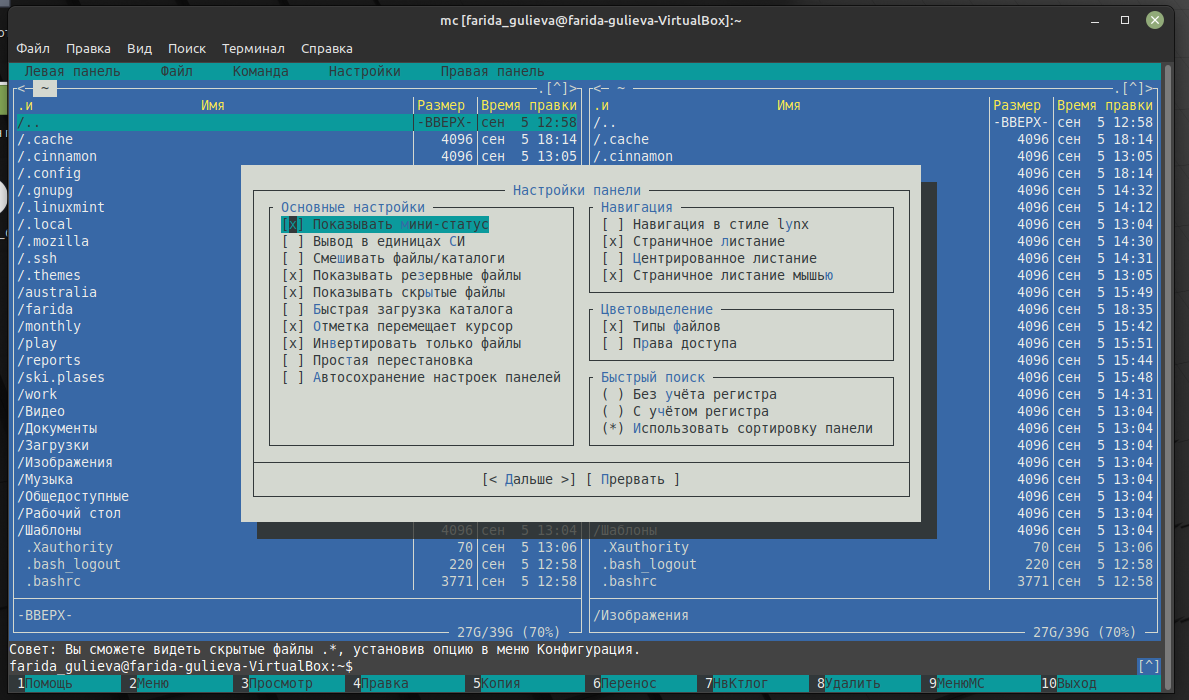 mc [farida_gulieva@farida-gulieva-VirtualBox]:~
Файл Правка Вид Поиск Терминал Справка
Левая панель Файл Команда Настройки Правая панель
<─ ~ ─.[^]> <─ ~ ─.[^]>
.и Имя Размер Время правки .и Имя Размер Время правки
/.. -ВВЕРХ- сен 5 12:58 /.. -ВВЕРХ- сен 5 12:58
/.cache 4096 сен 5 18:14 /.cache 4096 сен 5 18:14
/.cinnamon 4096 сен 5 13:05 /.cinnamon 4096 сен 5 13:05
/.config 4096 сен 5 18:14
/.gnupg 4096 сен 5 14:32
/.linuxmint 4096 сен 5 14:12
/.local 4096 сен 5 13:04
/.mozilla 4096 сен 5 14:30
/.ssh 4096 сен 5 14:31
/.themes 4096 сен 5 13:05
/australia 4096 сен 5 15:49
/farida 4096 сен 5 18:35
/monthly 4096 сен 5 15:42
/play 4096 сен 5 15:51
/reports 4096 сен 5 15:44
/ski.plases 4096 сен 5 15:48
/work 4096 сен 5 14:31
/Видео 4096 сен 5 13:04
/Документы 4096 сен 5 13:04
/Загрузки 4096 сен 5 13:04
/Изображения 4096 сен 5 13:04
/Музыка 4096 сен 5 13:04
/Общедоступные 4096 сен 5 13:04
/Рабочий стол 4096 сен 5 13:04
/Шаблоны 4096 сен 5 13:04 /Шаблоны 4096 сен 5 13:04
.Xauthority 70 сен 5 13:06 .Xauthority 70 сен 5 13:06
.bash_logout 220 сен 5 12:58 .bash_logout 220 сен 5 12:58
.bashrc 3771 сен 5 12:58 .bashrc 3771 сен 5 12:58
Настройки панели
Основные настройки
[x] Показывать мини-статус
[ ] Вывод в единицах СИ
[ ] Смешивать файлы/каталоги
[x] Показывать резервные файлы
[x] Показывать скрытые файлы
[ ] Быстрая загрузка каталога
[x] Отметка перемещает курсор
[x] Инвертировать только файлы
[ ] Простая перестановка
[ ] Автосохранение настроек панелей
Навигация
[ ] Навигация в стиле lynx
[x] Страничное листание
[ ] Центрированное листание
[x] Страничное листание мышью
Цветовыделение
[x] Типы файлов
[ ] Права доступа
Быстрый поиск
( ) Без учёта регистра
( ) С учётом регистра
(*) Использовать сортировку панели
[< Дальше >] [ Прервать ]
-ВВЕРХ- /Изображения
27G/39G (70%) 27G/39G (70%)
Совет: Вы сможете видеть скрытые файлы .*, установив опцию в меню Конфигурация.
farida_gulieva@farida-gulieva-VirtualBox:~$ [^]
1Помощь 2Меню 3Просмотр 4Правка 5Копия 6Перенос 7НвКтлог 8Удалить 9МенюMC 10Выход